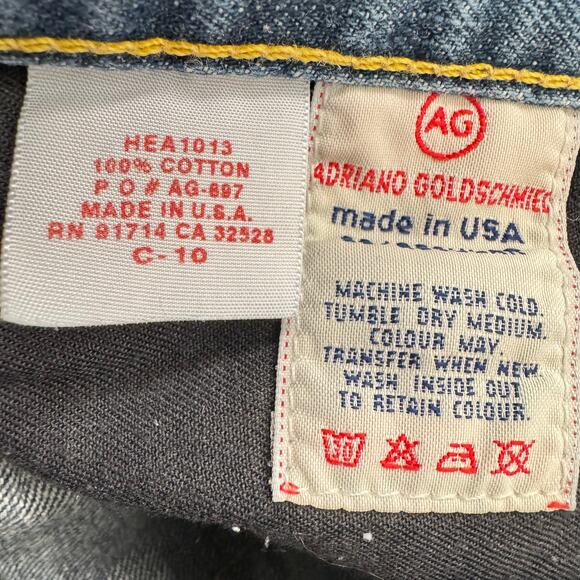 HEA1013
100% COTTON
P O # AG-697
MADE IN U.S.A.
RN 91714 CA 32528
C-10
AG
ADRIANO GOLDSCHMIED
made in USA
MACHINE WASH COLD.
TUMBLE DRY MEDIUM.
COLOUR MAY
TRANSFER WHEN NEW.
WASH INSIDE OUT
TO RETAIN COLOUR.
30